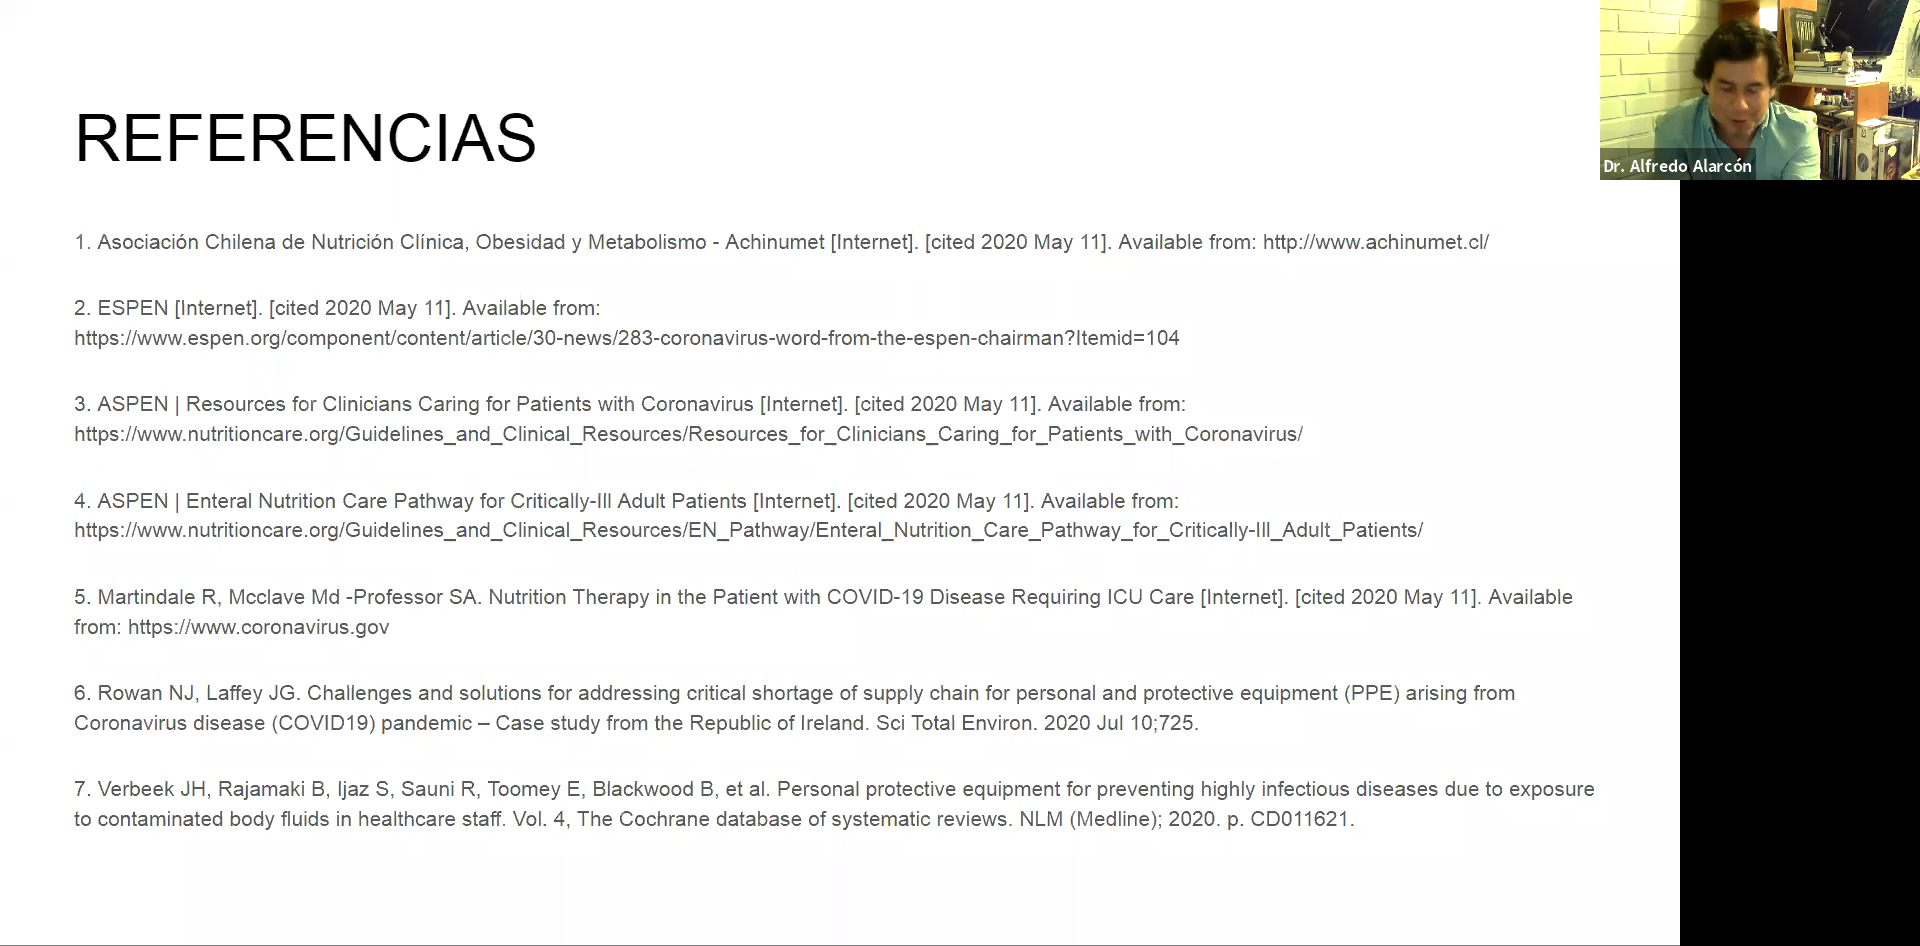 REFERENCIAS
Dr. Alfredo Alarcón
1. Asociación Chilena de Nutrición Clínica, Obesidad y Metabolismo - Achinumet [Internet]. [cited 2020 May 11]. Available from: http://www.achinumet.cl/
2. ESPEN [Internet]. [cited 2020 May 11]. Available from:
https://www.espen.org/component/content/article/30-news/283-coronavirus-word-from-the-espen-chairman?Itemid=104
3. ASPEN | Resources for Clinicians Caring for Patients with Coronavirus [Internet]. [cited 2020 May 11]. Available from:
https://www.nutritioncare.org/Guidelines_and_Clinical_Resources/Resources_for_Clinicians_Caring_for_Patients_with_Coronavirus/
4. ASPEN | Enteral Nutrition Care Pathway for Critically-Ill Adult Patients [Internet]. [cited 2020 May 11]. Available from:
https://www.nutritioncare.org/Guidelines_and_Clinical_Resources/EN_Pathway/Enteral_Nutrition_Care_Pathway_for_Critically-Ill_Adult_Patients/
5. Martindale R, Mcclave Md -Professor SA. Nutrition Therapy in the Patient with COVID-19 Disease Requiring ICU Care [Internet]. [cited 2020 May 11]. Available
from: https://www.coronavirus.gov
6. Rowan NJ, Laffey JG. Challenges and solutions for addressing critical shortage of supply chain for personal and protective equipment (PPE) arising from
Coronavirus disease (COVID19) pandemic – Case study from the Republic of Ireland. Sci Total Environ. 2020 Jul 10;725.
7. Verbeek JH, Rajamaki B, Ijaz S, Sauni R, Toomey E, Blackwood B, et al. Personal protective equipment for preventing highly infectious diseases due to exposure
to contaminated body fluids in healthcare staff. Vol. 4, The Cochrane database of systematic reviews. NLM (Medline); 2020. p. CD011621.